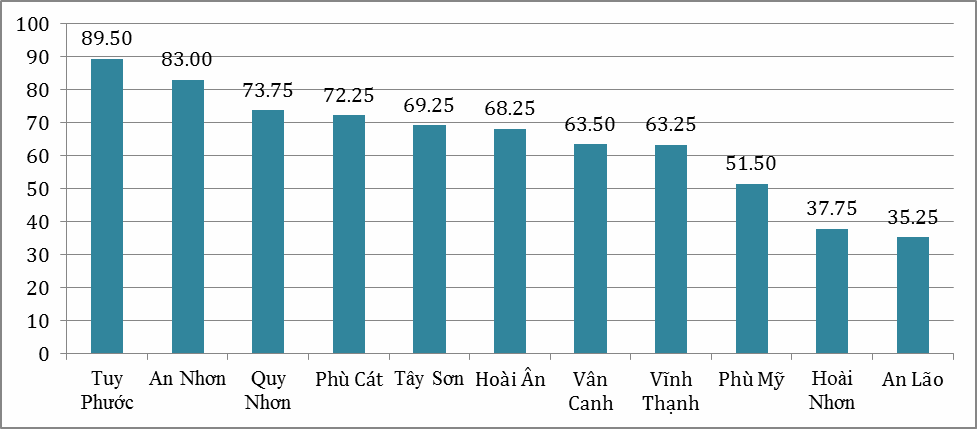 100
90
80
70
60
50
40
30
20
10
0
89.50
83.00
73.75
72.25
69.25
68.25
63.50
63.25
51.50
37.75
35.25
Tuy
Phước
An Nhơn
Quy
Nhơn
Phù Cát
Tây Sơn
Hoài Ân
Vân
Canh
Vĩnh
Thạnh
Phù Mỹ
Hoài
Nhơn
An Lão